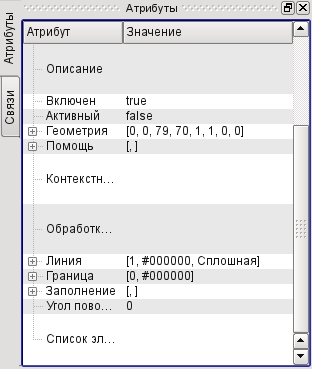 Атрибуты
Атрибуты
Связи
Атрибут Значение
Описание
Включен true
Активный false
Геометрия [0, 0, 79, 70, 1, 1, 0, 0]
Помощь [, ]
Контекстн...
Обработк...
Линия [1, #000000, Сплошная]
Граница [0, #000000]
Заполнение [, ]
Угол пово... 0
Список эл...